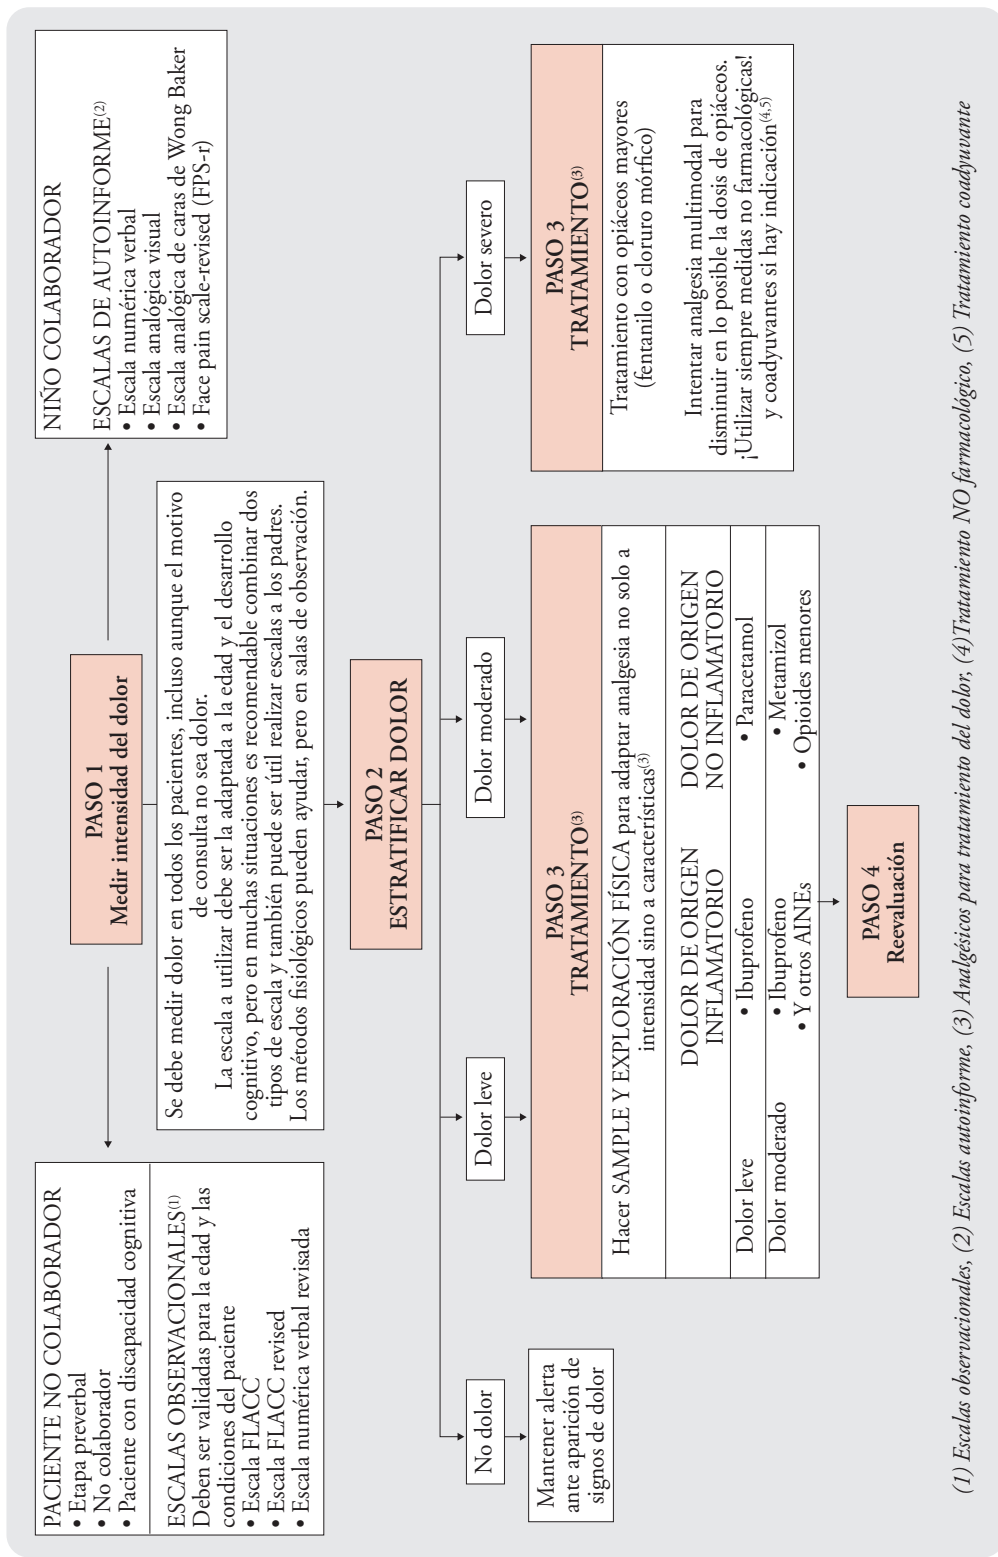 PASO 1
Medir intensidad del dolor
PACIENTE NO COLABORADOR
• Etapa preverbal
• No colaborador
• Paciente con discapacidad cognitiva
ESCALAS OBSERVACIONALES(1)
Deben ser validadas para la edad y las
condiciones del paciente
• Escala FLACC
• Escala FLACC revised
• Escala numérica verbal revisada
NIÑO COLABORADOR
ESCALAS DE AUTOINFORME(2)
• Escala numérica verbal
• Escala analógica visual
• Escala analógica de caras de Wong Baker
• Face pain scale-revised (FPS-r)
Se debe medir dolor en todos los pacientes, incluso aunque el motivo
de consulta no sea dolor.
La escala a utilizar debe ser la adaptada a la edad y el desarrollo
cognitivo, pero en muchas situaciones es recomendable combinar dos
tipos de escala y también puede ser útil realizar escalas a los padres.
Los métodos fisiológicos pueden ayudar, pero en salas de observación.
PASO 2
ESTRATIFICAR DOLOR
No dolor
Dolor leve
Dolor moderado
Dolor severo
Mantener alerta
ante aparición de
signos de dolor
PASO 3
TRATAMIENTO(3)
Hacer SAMPLE Y EXPLORACIÓN FÍSICA para adaptar analgesia no solo a
intensidad sino a características(3)
DOLOR DE ORIGEN
INFLAMATORIO
DOLOR DE ORIGEN
NO INFLAMATORIO
Dolor leve
• Ibuprofeno
• Paracetamol
Dolor moderado
• Ibuprofeno
• Y otros AINEs
• Metamizol
• Opioides menores
PASO 3
TRATAMIENTO(3)
Tratamiento con opiáceos mayores
(fentanilo o cloruro mórfico)
Intentar analgesia multimodal para
disminuir en lo posible la dosis de opiáceos.
¡Utilizar siempre medidas no farmacológicas!
y coadyuvantes si hay indicación(4,5)
PASO 4
Reevaluación
(1) Escalas observacionales, (2) Escalas autoinforme, (3) Analgésicos para tratamiento del dolor, (4)Tratamiento NO farmacológico, (5) Tratamiento coadyuvante